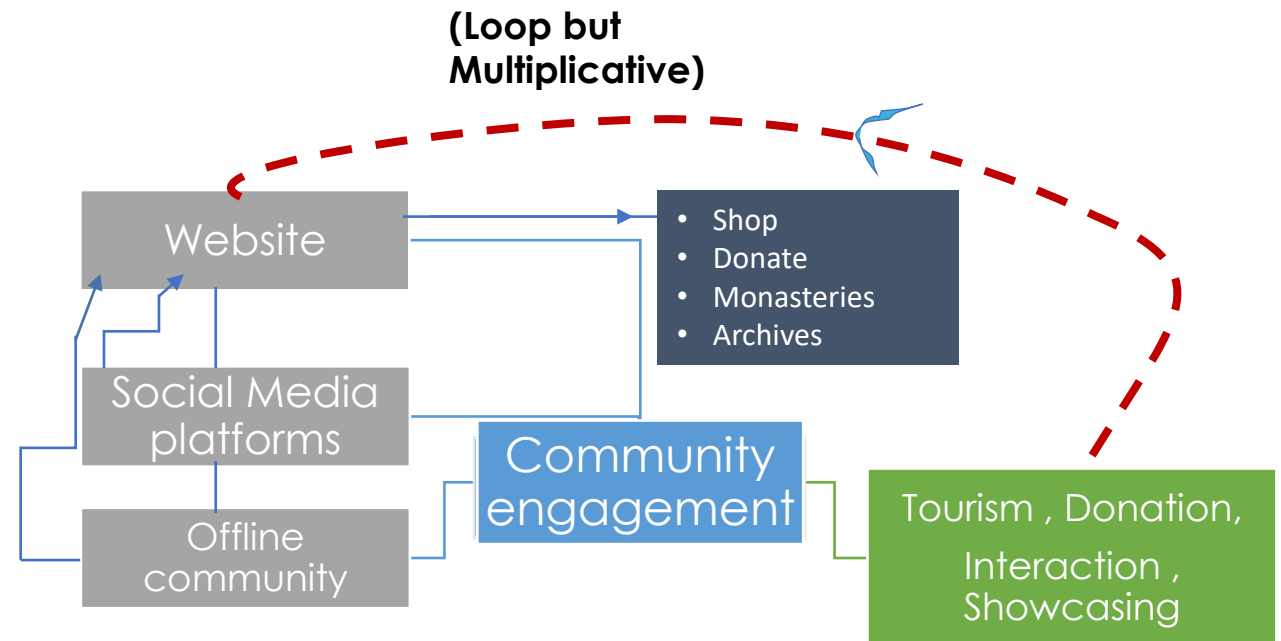 (Loop but
Multiplicative)
Website
• Shop
• Donate
• Monasteries
• Archives
Social Media
platforms
Community
engagement
Offline
community
Tourism , Donation,
Interaction ,
Showcasing